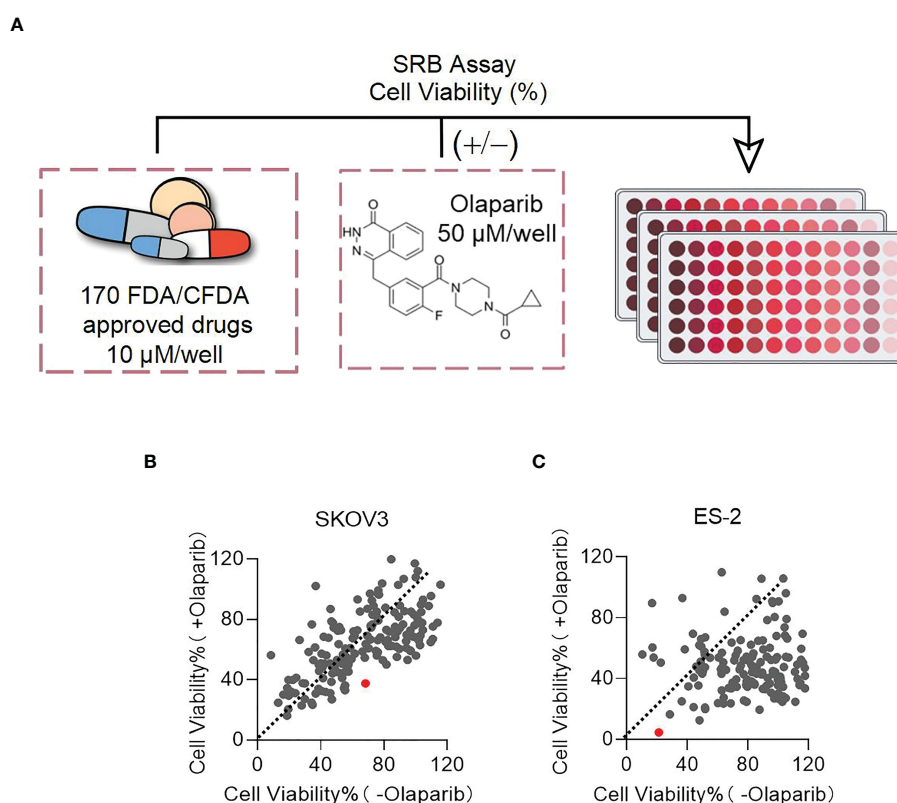 A
SRB Assay
Cell Viability (%)
(+/−)
170 FDA/CFDA
approved drugs
10 µM/well
Olaparib
50 µM/well
O
HN
N
O
N
F
N
O
B
C
SKOV3
ES-2
Cell Viability% ( +Olaparib)
120
80
40
0
0 40 80 120
Cell Viability% ( -Olaparib)
Cell Viability% ( +Olaparib)
120
80
40
0
0 40 80 120
Cell Viability% ( -Olaparib)